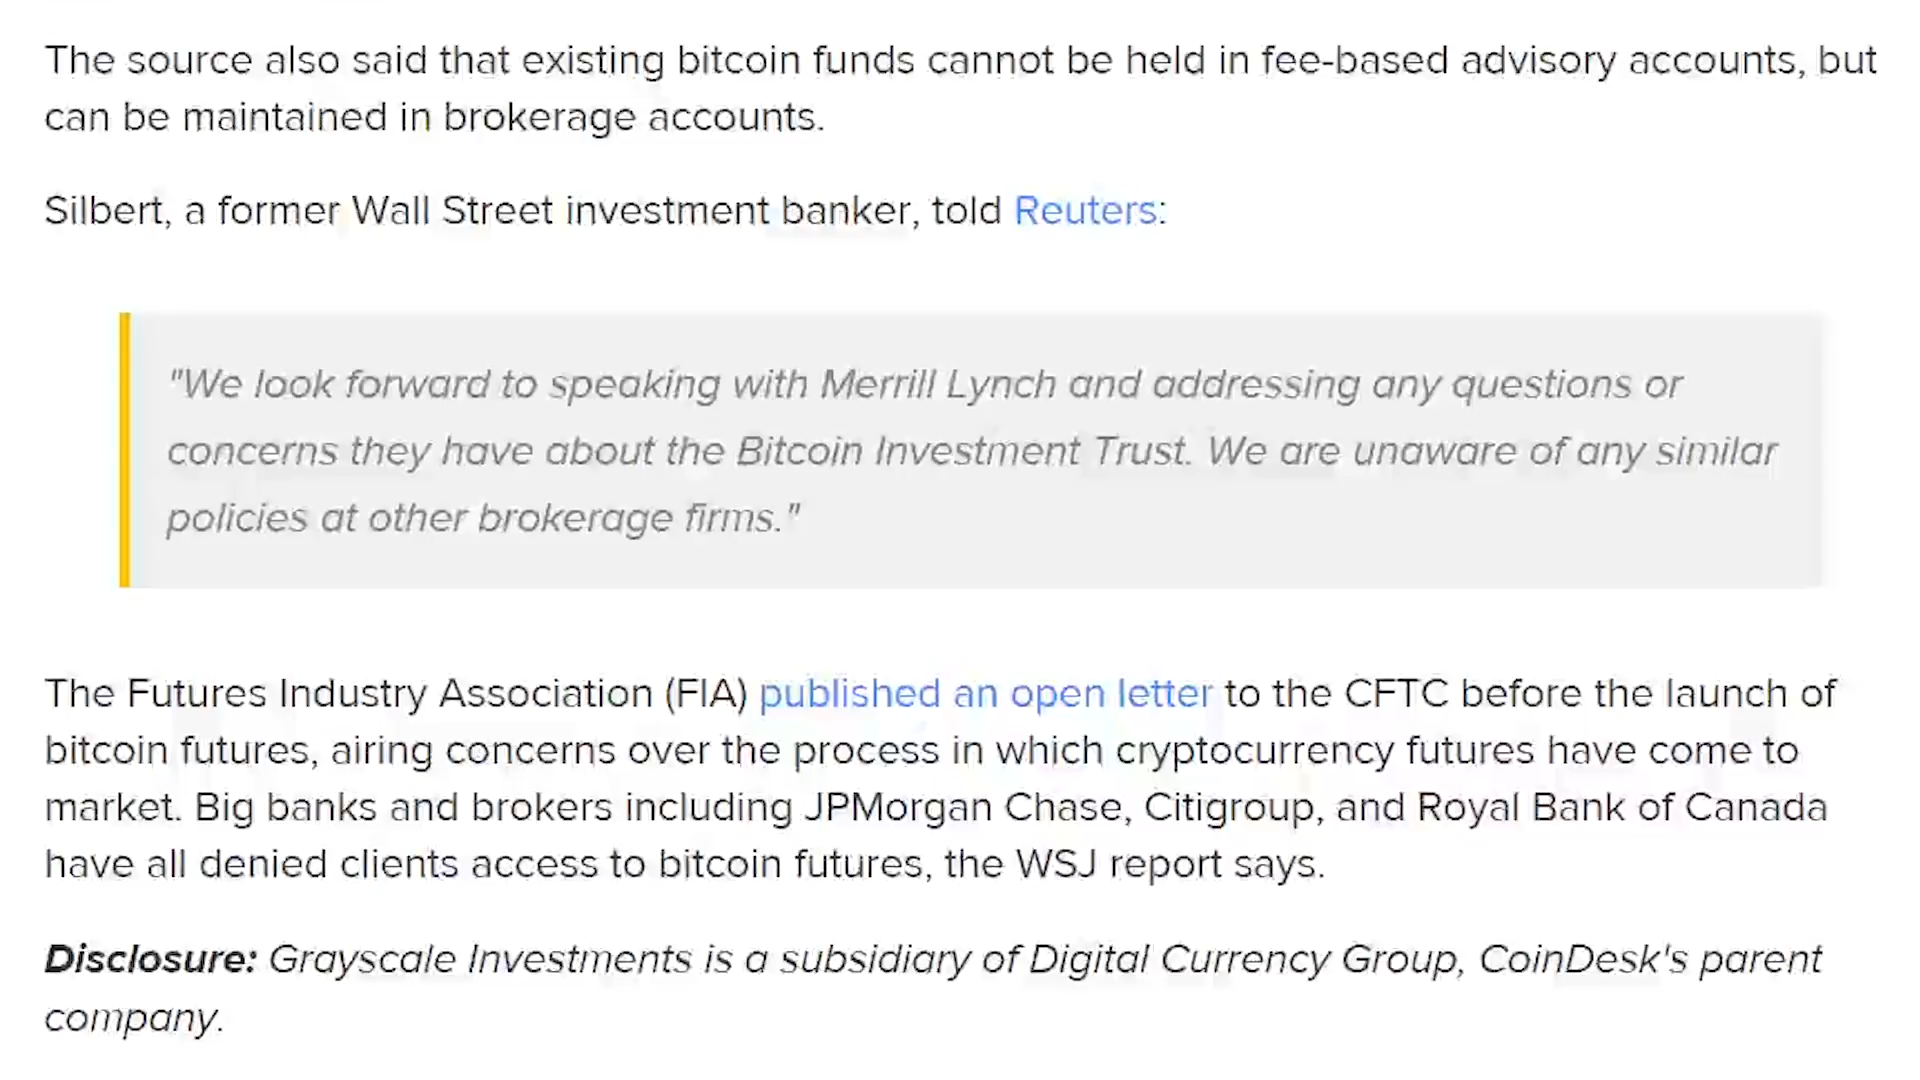 The source also said that existing bitcoin funds cannot be held in fee-based advisory accounts, but
can be maintained in brokerage accounts.
Silbert, a former Wall Street investment banker, told Reuters:
"We look forward to speaking with Merrill Lynch and addressing any questions or
concerns they have about the Bitcoin Investment Trust. We are unaware of any similar
policies at other brokerage firms."
The Futures Industry Association (FIA) published an open letter to the CFTC before the launch of
bitcoin futures, airing concerns over the process in which cryptocurrency futures have come to
market. Big banks and brokers including JPMorgan Chase, Citigroup, and Royal Bank of Canada
have all denied clients access to bitcoin futures, the WSJ report says.
Disclosure: Grayscale Investments is a subsidiary of Digital Currency Group, CoinDesk's parent
company.